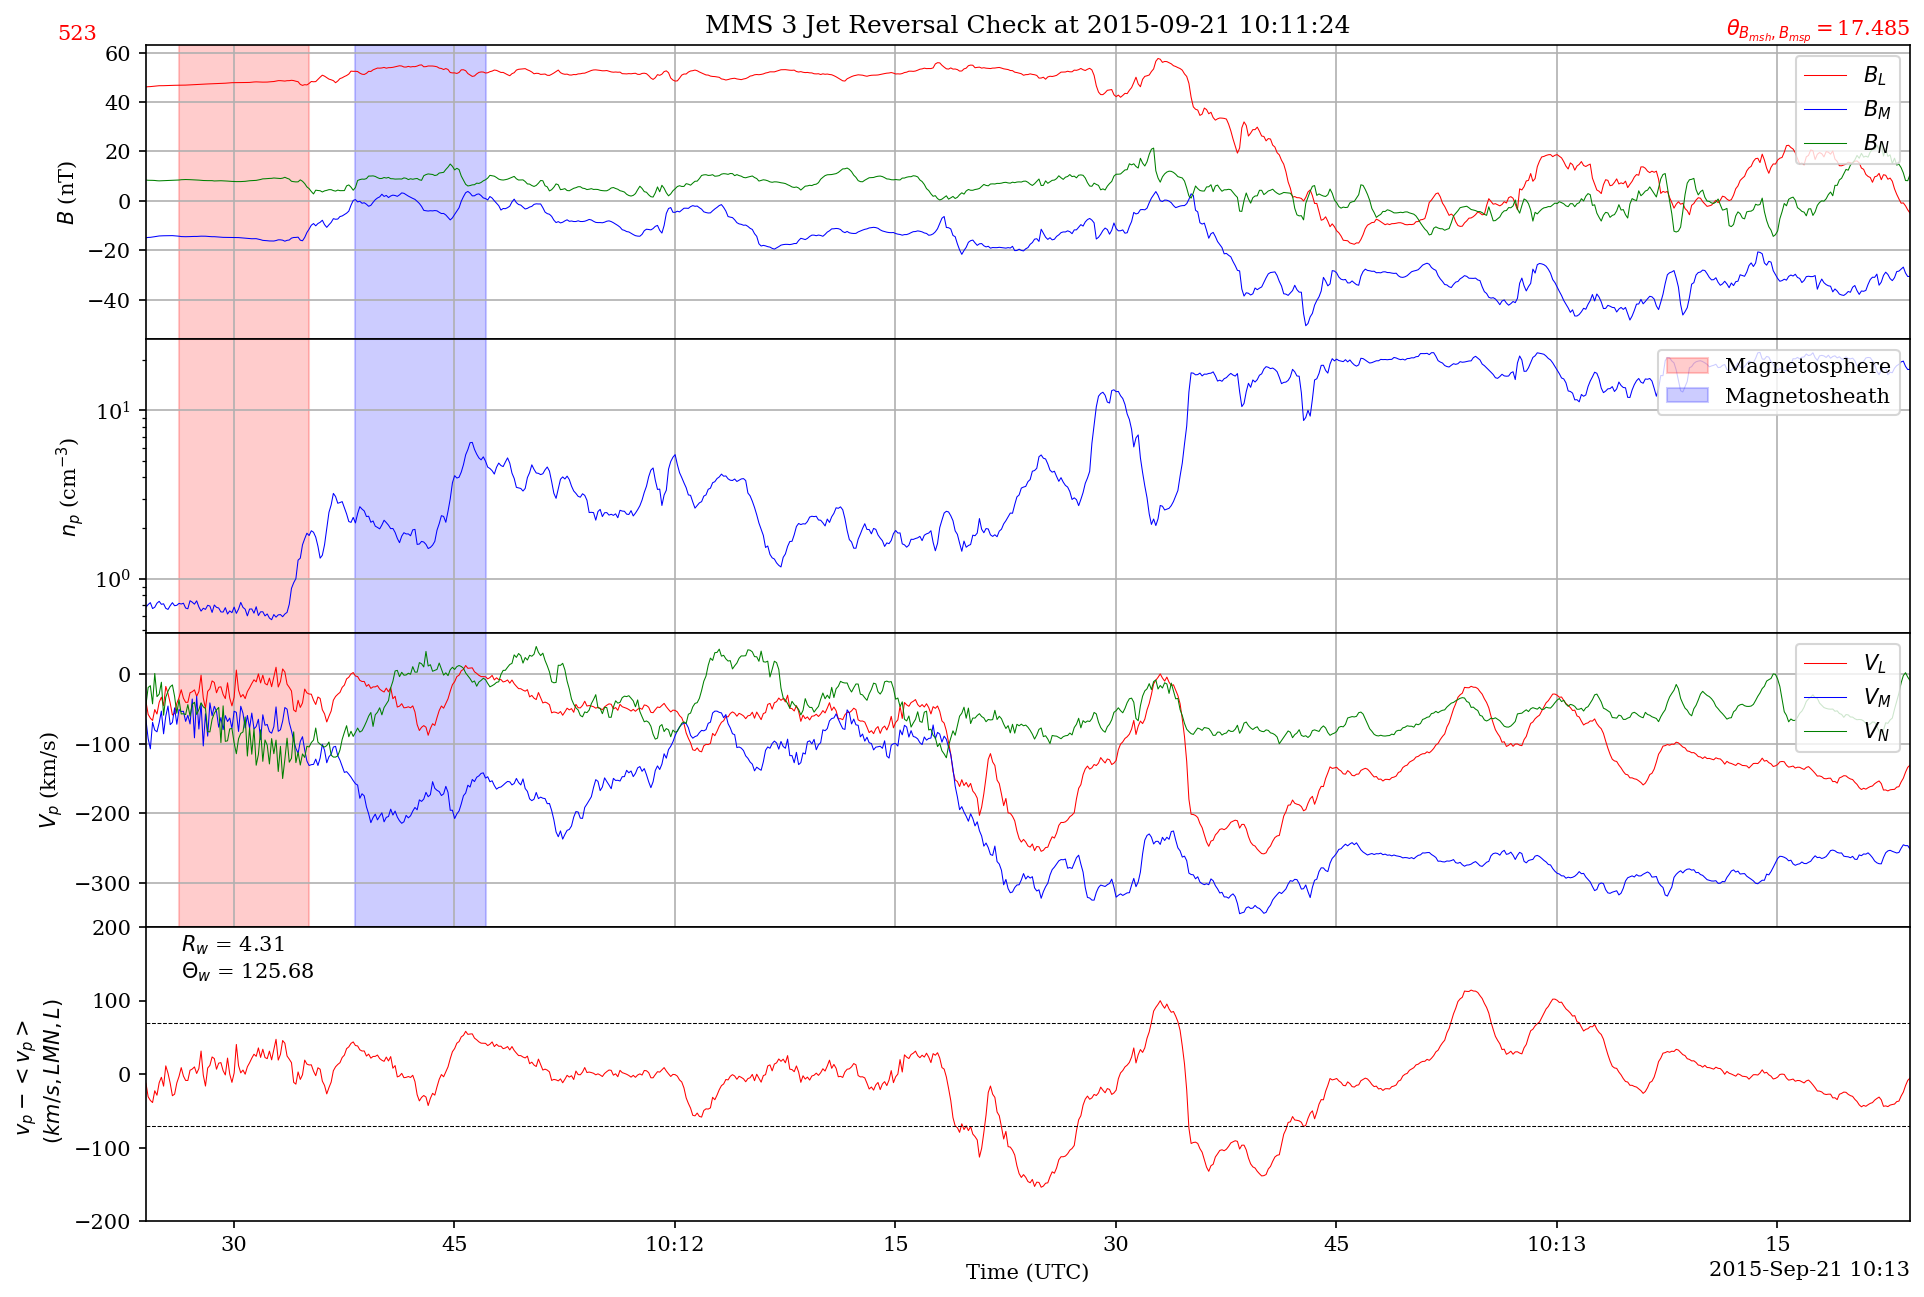 MMS 3 Jet Reversal Check at 2015-09-21 10:11:24
523
θ_{B_{msh}, B_{msp}} = 17.485
60
40
20
0
−20
−40
B (nT)
B_L
B_M
B_N
10^1
10^0
n_p (cm^{−3})
Magnetosphere
Magnetosheath
0
−100
−200
−300
V_p (km/s)
V_L
V_M
V_N
200
100
0
−100
−200
v_p − < v_p >
(km/s, LMN, L)
R_w = 4.31
Θ_w = 125.68
30
45
10:12
15
30
45
10:13
15
Time (UTC)
2015-Sep-21 10:13